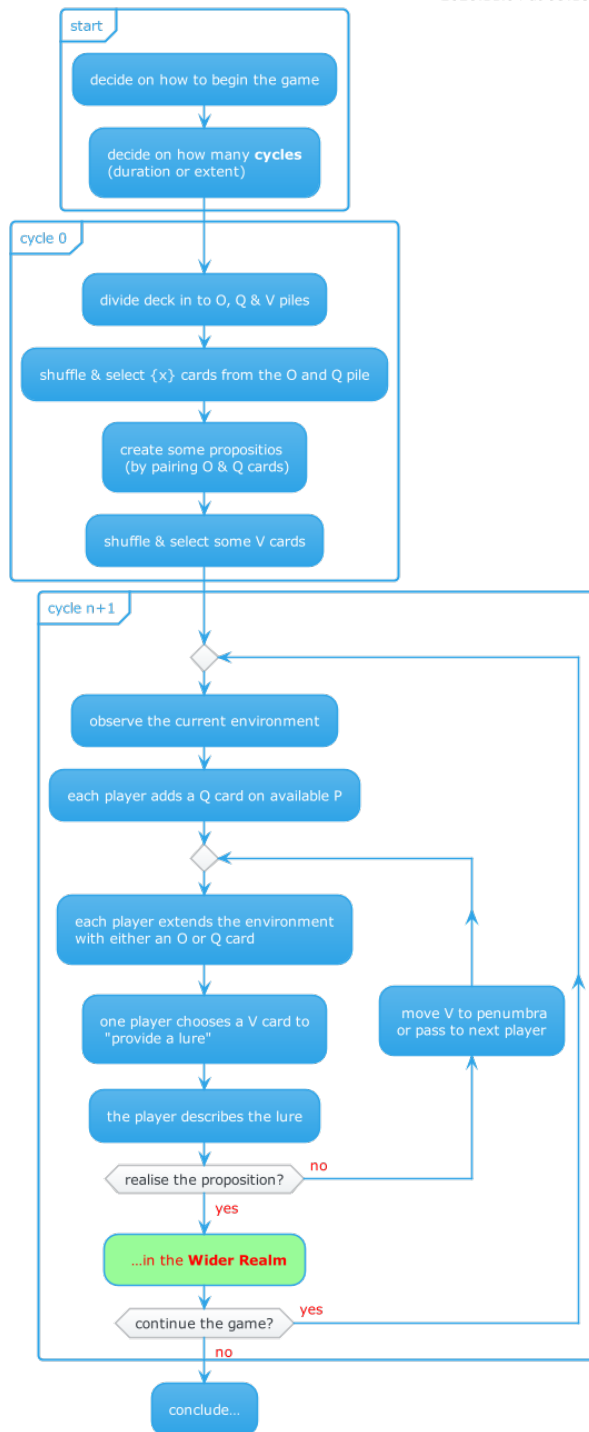 start
decide on how to begin the game
decide on how many cycles
(duration or extent)
cycle 0
divide deck in to O, Q & V piles
shuffle & select {x} cards from the O and Q pile
create some propositios
(by pairing O & Q cards)
shuffle & select some V cards
cycle n+1
observe the current environment
each player adds a Q card on available P
each player extends the environment
with either an O or Q card
one player chooses a V card to
"provide a lure"
move V to penumbra
or pass to next player
the player describes the lure
realise the proposition?
no
yes
…in the Wider Realm
continue the game?
yes
no
conclude…